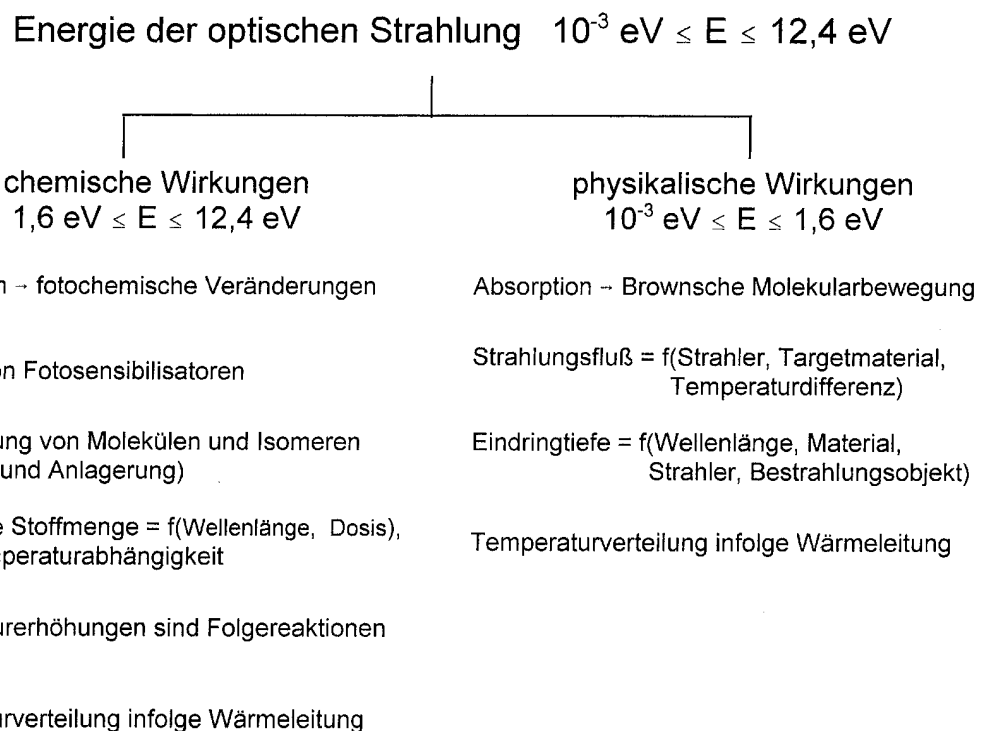 Energie der optischen Strahlung 10⁻³ eV ≤ E ≤ 12,4 eV
chemische Wirkungen
1,6 eV ≤ E ≤ 12,4 eV
→ fotochemische Veränderungen
Fotosensibilisatoren
von Molekülen und Isomeren
und Anlagerung)
Stoffmenge = f(Wellenlänge, Dosis),
sind Folgereaktionen
infolge Wärmeleitung
physikalische Wirkungen
10⁻³ eV ≤ E ≤ 1,6 eV
Absorption → Brownsche Molekularbewegung
Strahlungsfluß = f(Strahler, Targetmaterial,
Temperaturdifferenz)
Eindringtiefe = f(Wellenlänge, Material,
Strahler, Bestrahlungsobjekt)
Temperaturverteilung infolge Wärmeleitung